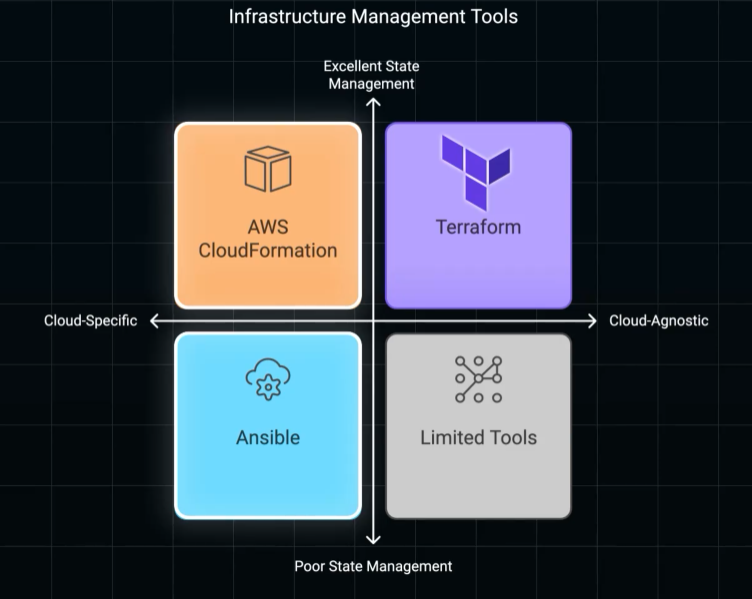 Infrastructure Management Tools
Excellent State
Management
AWS
CloudFormation
Terraform
Cloud-Specific
Cloud-Agnostic
Ansible
Limited Tools
Poor State Management